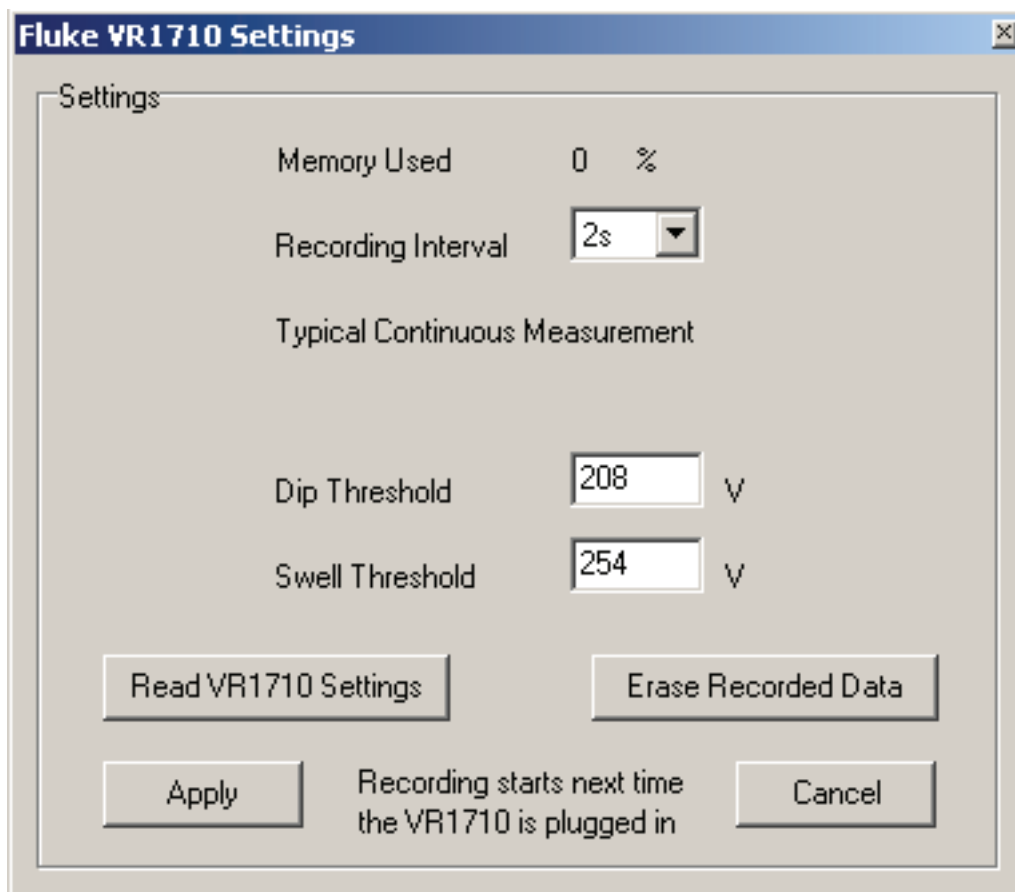 Fluke VR1710 Settings
Settings
Memory Used 0 %
Recording Interval 2s
Typical Continuous Measurement
Dip Threshold 208 V
Swell Threshold 254 V
Read VR1710 Settings Erase Recorded Data
Apply Recording starts next time Cancel
the VR1710 is plugged in